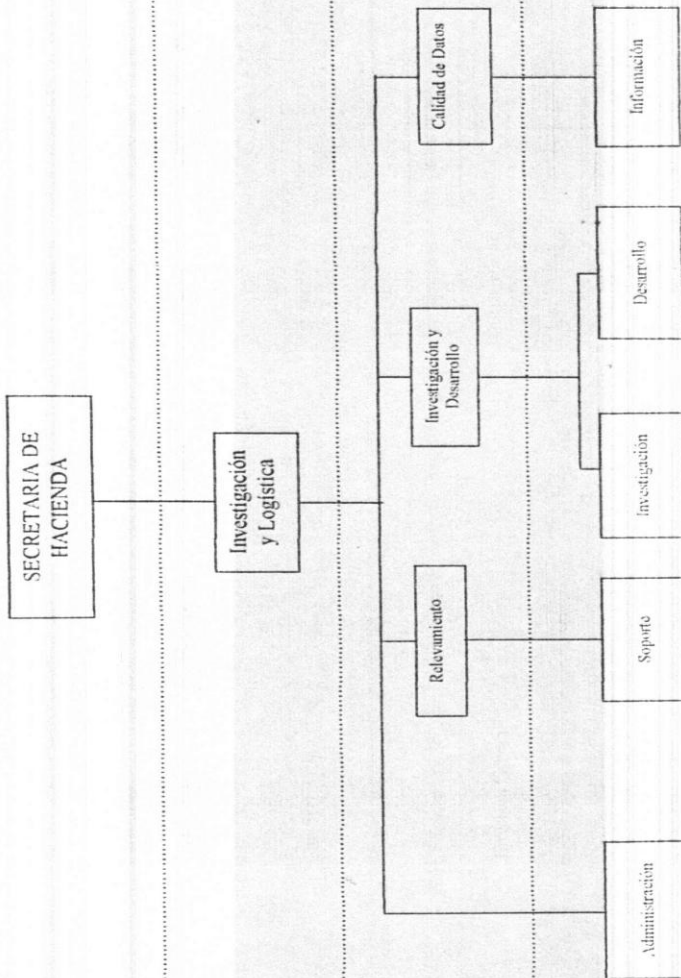 SECRETARIA DE
HACIENDA
Investigación
y Logística
Relevamiento
Investigación y
Desarrollo
Calidad de Datos
Administración
Soporte
Investigación
Desarrollo
Información